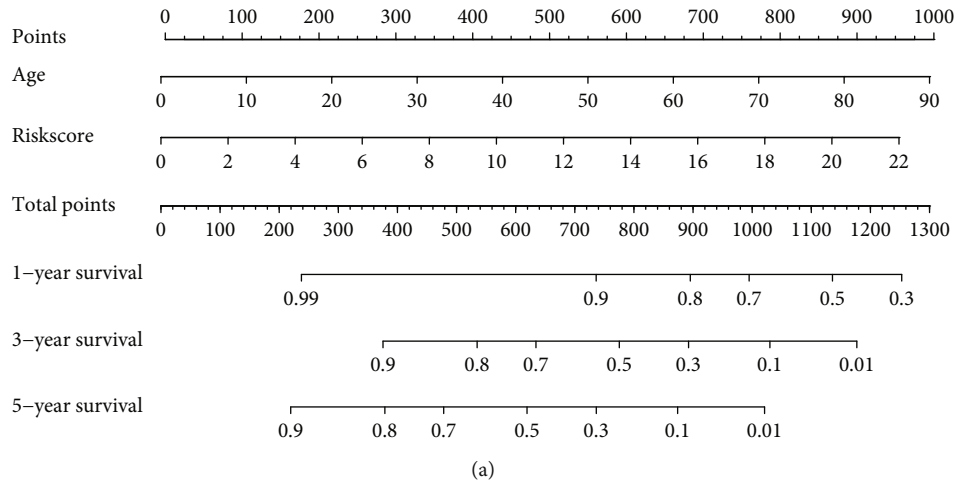 0 100 200 300 400 500 600 700 800 900 1000
Points
Age
0 10 20 30 40 50 60 70 80 90
Riskscore
0 2 4 6 8 10 12 14 16 18 20 22
Total points
0 100 200 300 400 500 600 700 800 900 1000 1100 1200 1300
1−year survival
0.99 0.9 0.8 0.7 0.5 0.3
3−year survival
0.9 0.8 0.7 0.5 0.3 0.1 0.01
5−year survival
0.9 0.8 0.7 0.5 0.3 0.1 0.01
(a)